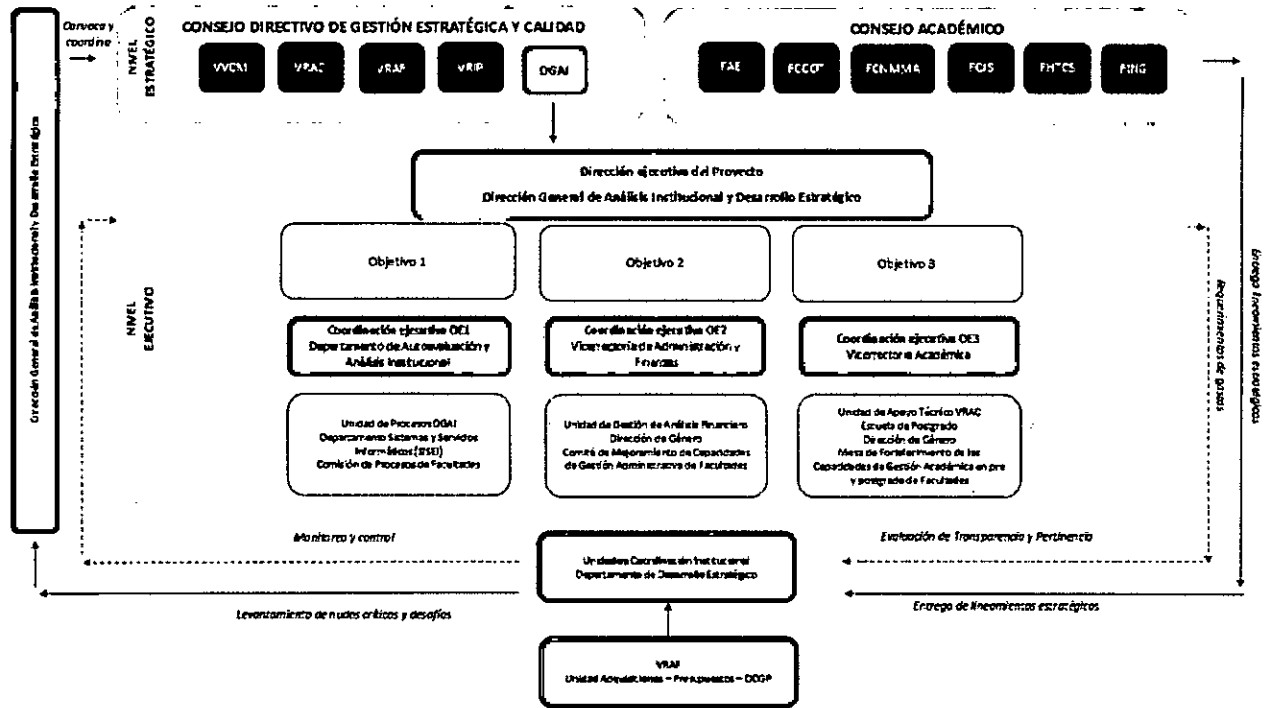 Convoca y
coordina
NIVEL
ESTRATÉGICO
CONSEJO DIRECTIVO DE GESTIÓN ESTRATÉGICA Y CALIDAD
VRAC
VRAF
VRIP
DGAI
CONSEJO ACADÉMICO
FAE
FCNMMA
FCJS
FHTCS
FING
Dirección General de Análisis Institucional y Desarrollo Estratégico
Dirección ejecutiva del Proyecto
Dirección General de Análisis Institucional y Desarrollo Estratégico
NIVEL
EJECUTIVO
Objetivo 1
Objetivo 2
Objetivo 3
Coordinación ejecutiva OE1
Departamento de Autoevaluación y
Análisis Institucional
Coordinación ejecutiva OE2
Vicerrectoría de Administración y
Finanzas
Coordinación ejecutiva OE3
Vicerrectoría Académica
Unidad de Procesos DGAI
Departamento Sistemas y Servicios
Informáticos
Comisión de Procesos de Facultades
Unidad de Gestión de Análisis Financiero
Dirección de Género
Comité de Mejoramiento de Capacidades
de Gestión Administrativa de Facultades
Unidad de Apoyo Técnico VRAC
Escuela de Postgrado
Dirección de Género
Mesa de Fortalecimiento de las
Capacidades de Gestión Académica en pre
y postgrado de Facultades
Requerimientos de gastos
Entrega lineamientos estratégicos
Monitoreo y control
Evaluación de Transparencia y Pertinencia
Unidades Coordinación Institucional
Departamento de Desarrollo Estratégico
Levantamiento de nudos críticos y desafíos
Entrega de lineamientos estratégicos
VRAF
Unidad Adquisiciones – Presupuestos –